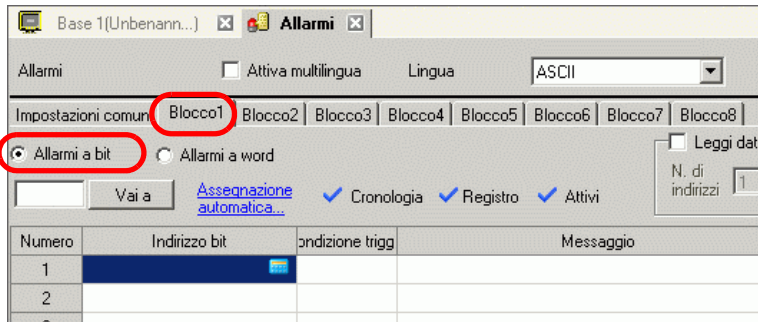 Base 1(Unbenann...) Allarmi
Allarmi Attiva multilingua Lingua ASCII
Impostazioni comun Blocco1 Blocco2 Blocco3 Blocco4 Blocco5 Blocco6 Blocco7 Blocco8
Allarmi a bit Allarmi a word Leggi dat
Vai a Assegnazione automatica... Cronologia Registro Attivi N. di indirizzi 1
Numero Indirizzo bit ondizione trigg Messaggio
1
2